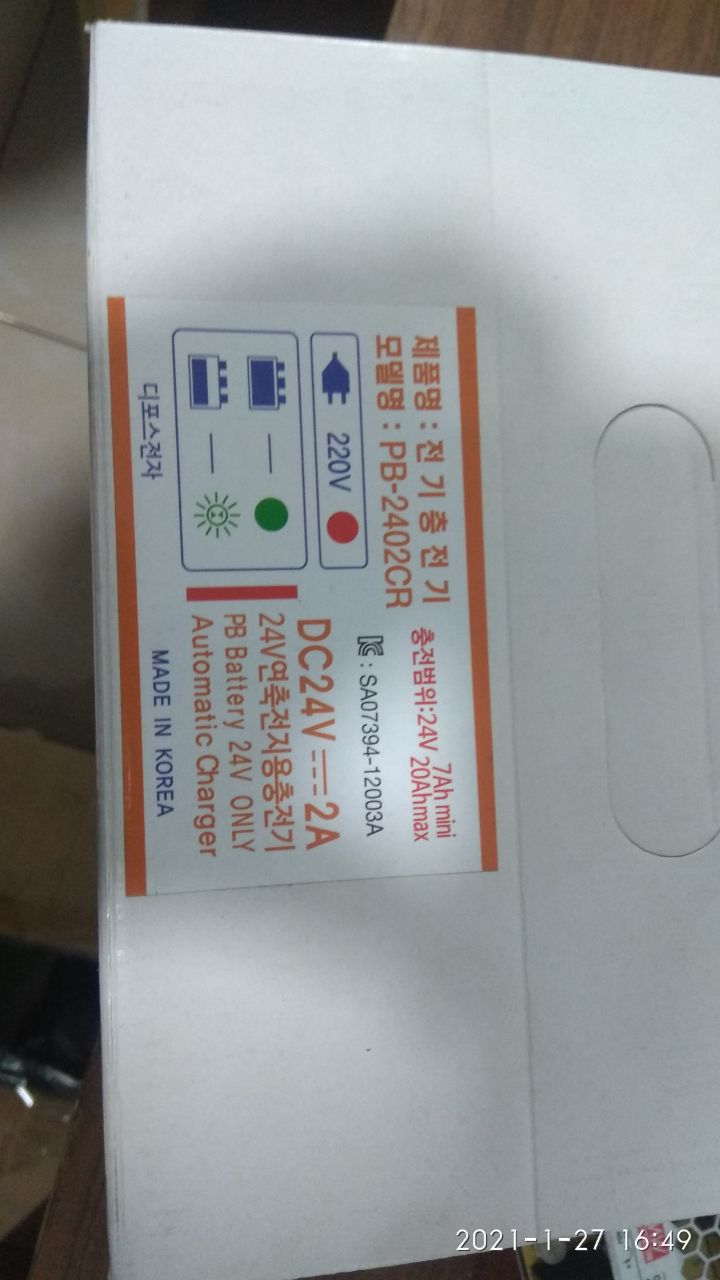 제품명 : 전 기 충 전 기
모델명 : PB-2402CR
충전범위:24V 7Ah mini
20Ahmax
220V
: SA07394-12003A
DC24V ⎓ 2A
24V연축전지용충전기
PB Battery 24V ONLY
Automatic Charger
디포스전자
MADE IN KOREA
2021-1-27 16:49